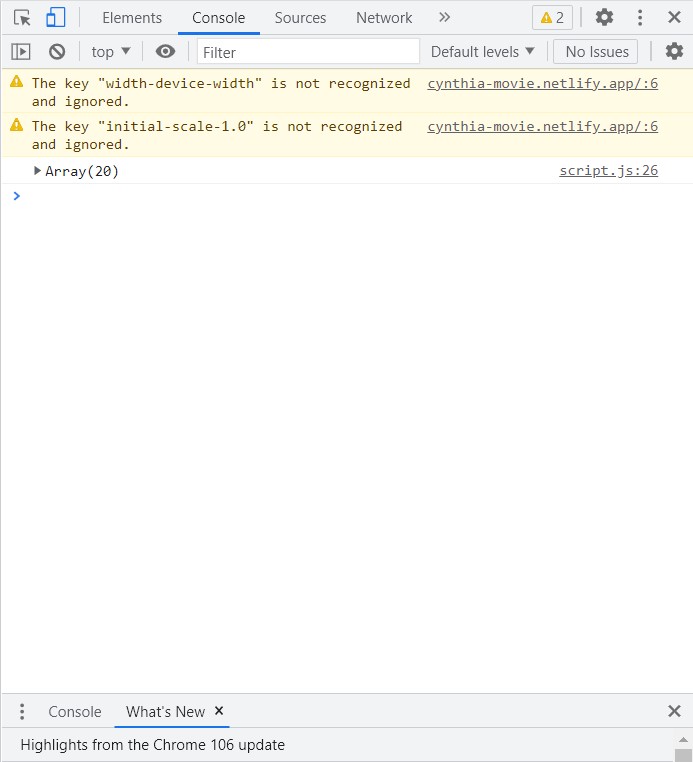 Elements Console Sources Network 2
top Filter Default levels No Issues
The key "width-device-width" is not recognized cynthia-movie.netlify.app/:6
and ignored.
The key "initial-scale-1.0" is not recognized cynthia-movie.netlify.app/:6
and ignored.
Array(20) script.js:26
Console What's New
Highlights from the Chrome 106 update